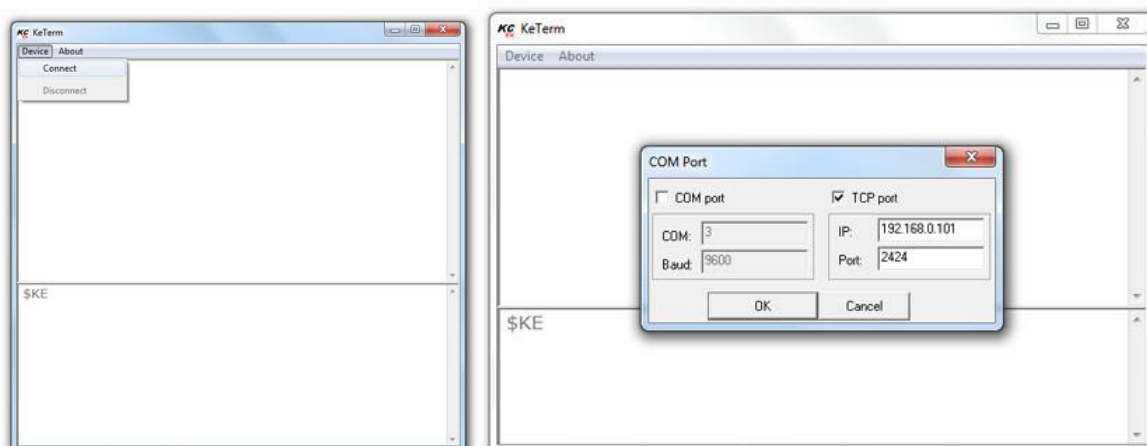 KeTerm
Device About
Connect
Disconnect
$KE
KeTerm
Device About
COM Port
COM port
TCP port
COM: 3
IP: 192.168.0.101
Baud: 9600
Port: 2424
OK Cancel
$KE